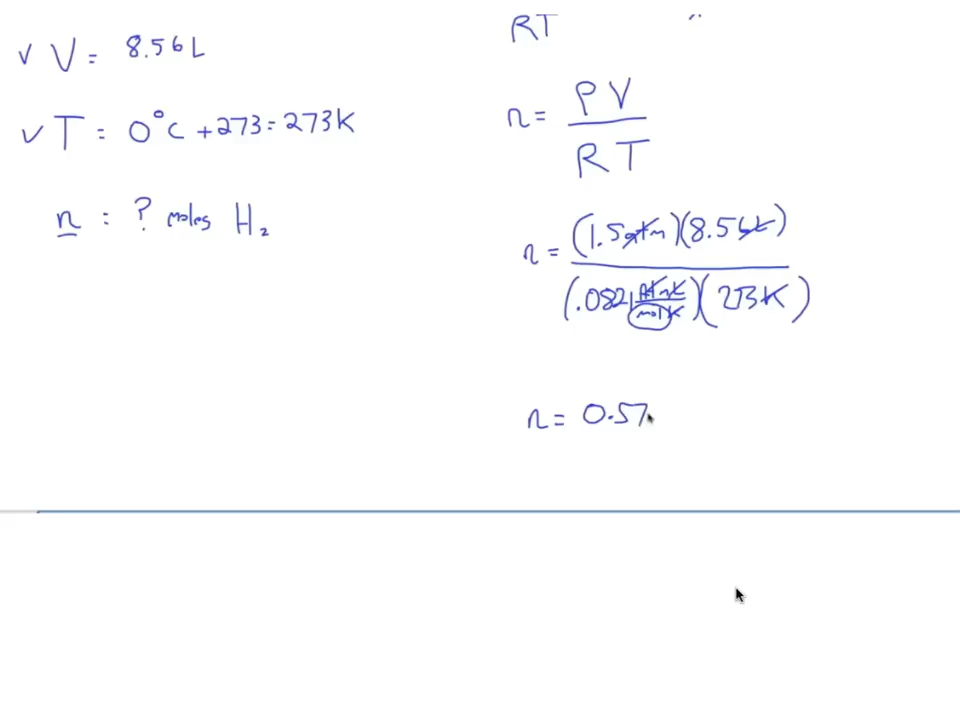 ✓ V = 8.56 L
✓ T = 0°C + 273 = 273K
n = ? moles H₂
RT
n = PV
RT
n = (1.5 atm)(8.56 L)
(.0821 atm L
mol K)(273 K)
n = 0.57